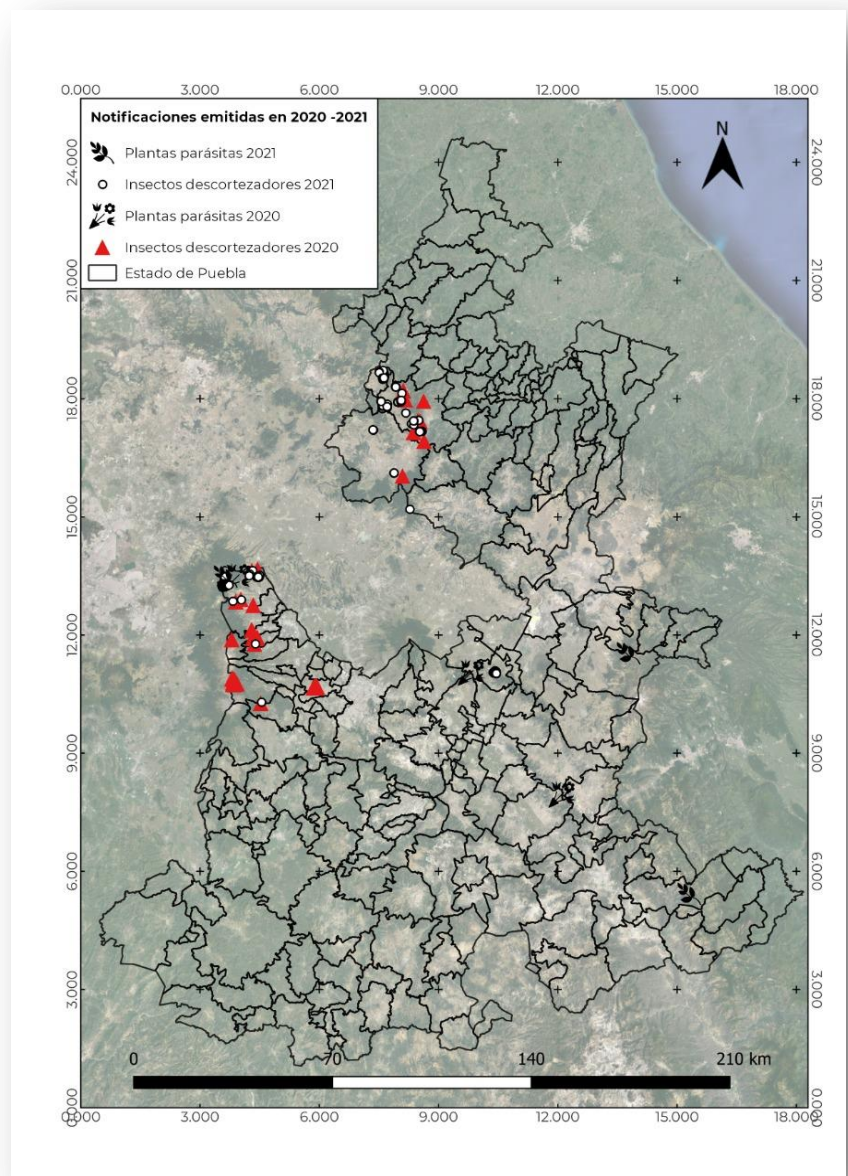 0.000 3.000 6.000 9.000 12.000 15.000 18.000
Notificaciones emitidas en 2020 -2021
Plantas parásitas 2021
Insectos descortezadores 2021
Plantas parásitas 2020
Insectos descortezadores 2020
Estado de Puebla
N
24.000 24.000
21.000 21.000
18.000 18.000
15.000 15.000
12.000 12.000
9.000 9.000
6.000 6.000
3.000 3.000
0 70 140 210 km
0.000 0.000
0.000 3.000 6.000 9.000 12.000 15.000 18.000